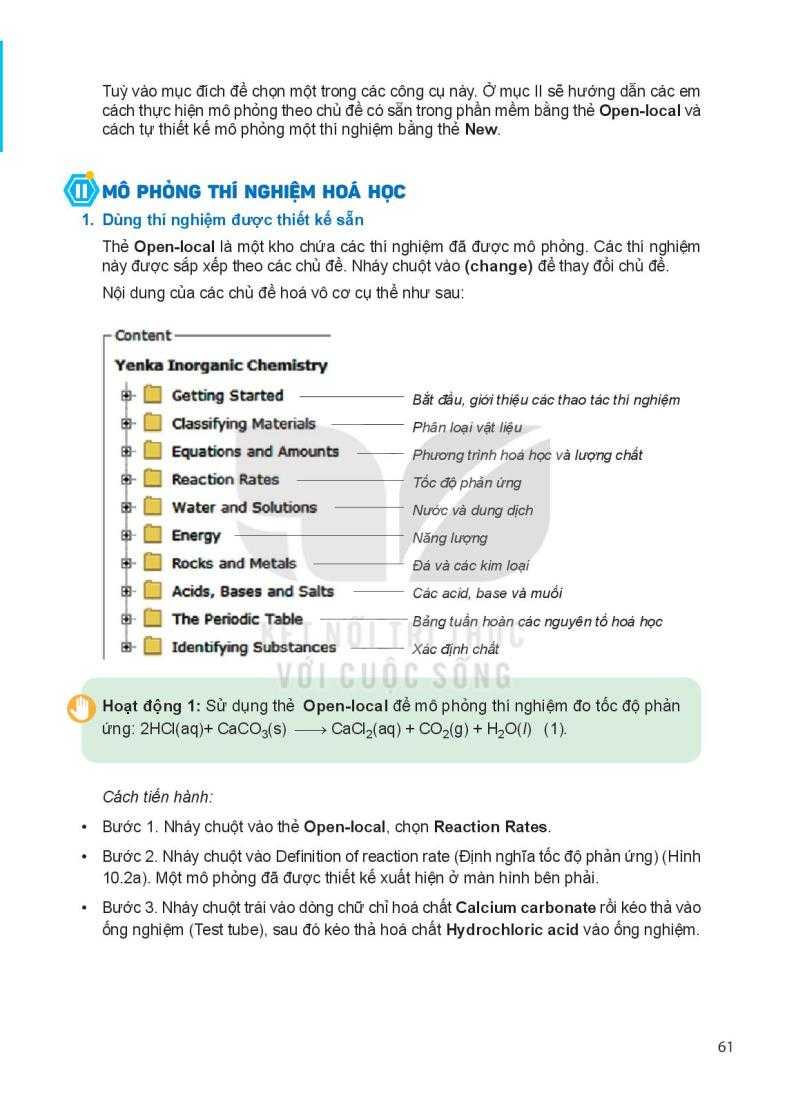 Tuỳ vào mục đích để chọn một trong các công cụ này. Ở mục II sẽ hướng dẫn các em
cách thực hiện mô phỏng theo chủ đề có sẵn trong phần mềm bằng thẻ Open-local và
cách tự thiết kế mô phỏng một thí nghiệm bằng thẻ New.
II MÔ PHỎNG THÍ NGHIỆM HOÁ HỌC
1. Dùng thí nghiệm được thiết kế sẵn
Thẻ Open-local là một kho chứa các thí nghiệm đã được mô phỏng. Các thí nghiệm
này được sắp xếp theo các chủ đề. Nháy chuột vào (change) để thay đổi chủ đề.
Nội dung của các chủ đề hoá vô cơ cụ thể như sau:
Content
Yenka Inorganic Chemistry
Getting Started Bắt đầu, giới thiệu các thao tác thí nghiệm
Classifying Materials Phân loại vật liệu
Equations and Amounts Phương trình hoá học và lượng chất
Reaction Rates Tốc độ phản ứng
Water and Solutions Nước và dung dịch
Energy Năng lượng
Rocks and Metals Đá và các kim loại
Acids, Bases and Salts Các acid, base và muối
The Periodic Table Bảng tuần hoàn các nguyên tố hoá học
Identifying Substances Xác định chất
KẾT NỐI TRI THỨC
VỚI CUỘC SỐNG
Hoạt động 1: Sử dụng thẻ Open-local để mô phỏng thí nghiệm đo tốc độ phản
ứng: 2HCl(aq)+ CaCO₃(s) ⟶ CaCl₂(aq) + CO₂(g) + H₂O(l) (1).
Cách tiến hành:
• Bước 1. Nháy chuột vào thẻ Open-local, chọn Reaction Rates.
• Bước 2. Nháy chuột vào Definition of reaction rate (Định nghĩa tốc độ phản ứng) (Hình
10.2a). Một mô phỏng đã được thiết kế xuất hiện ở màn hình bên phải.
• Bước 3. Nháy chuột trái vào dòng chữ chỉ hoá chất Calcium carbonate rồi kéo thả vào
ống nghiệm (Test tube), sau đó kéo thả hoá chất Hydrochloric acid vào ống nghiệm.
61